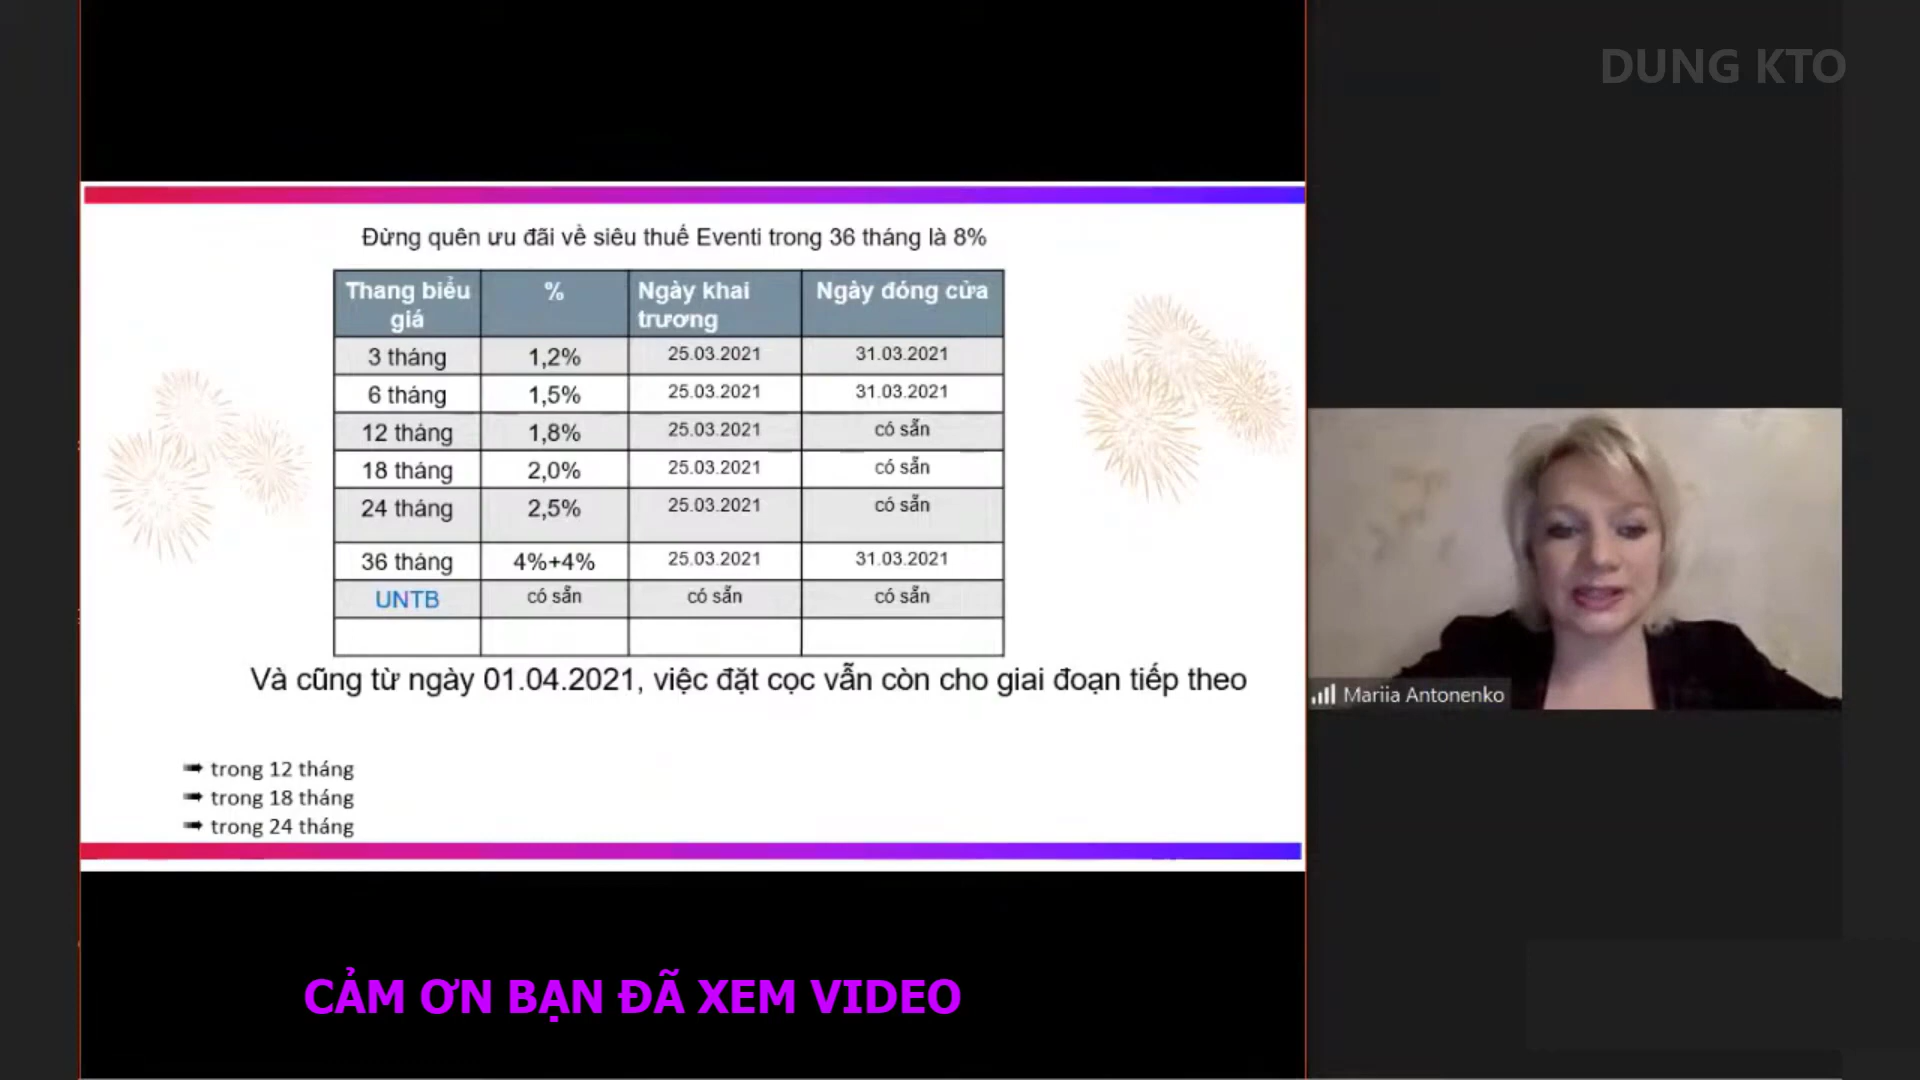 DUNG KTO
Đừng quên ưu đãi về siêu thuế Eventi trong 36 tháng là 8%
Thang biểu giá % Ngày khai trương Ngày đóng cửa
3 tháng 1,2% 25.03.2021 31.03.2021
6 tháng 1,5% 25.03.2021 31.03.2021
12 tháng 1,8% 25.03.2021 có sẵn
18 tháng 2,0% 25.03.2021 có sẵn
24 tháng 2,5% 25.03.2021 có sẵn
36 tháng 4%+4% 25.03.2021 31.03.2021
UNTB có sẵn có sẵn có sẵn
Và cũng từ ngày 01.04.2021, việc đặt cọc vẫn còn cho giai đoạn tiếp theo
Mariia Antonenko
➡ trong 12 tháng
➡ trong 18 tháng
➡ trong 24 tháng
CẢM ƠN BẠN ĐÃ XEM VIDEO